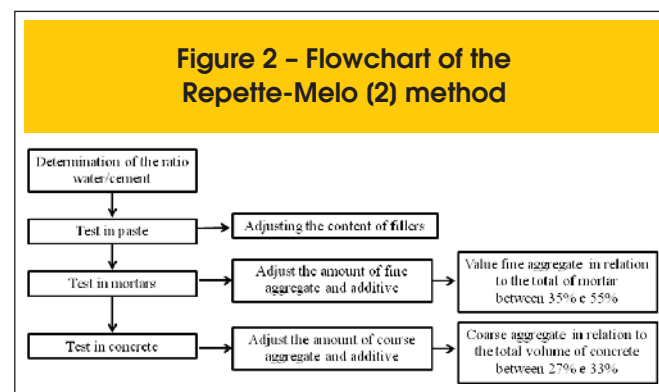 Figure 2 – Flowchart of the
Repette-Melo (2) method
Determination of the ratio
water/cement
Test in paste
Adjusting the content of fillers
Test in mortars
Adjust the amount of fine
aggregate and additive
Value fine aggregate in relation
to the total of mortar
between 35% e 55%
Test in concrete
Adjust the amount of course
aggregate and additive
Coarse aggregate in relation to
the total volume of concrete
between 27% e 33%